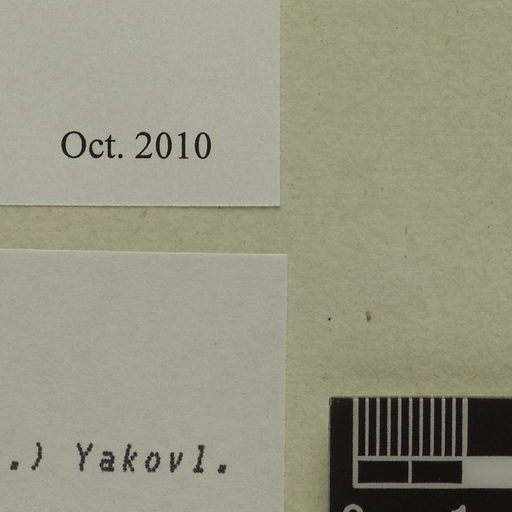 Oct. 2010
.) Yakovl.